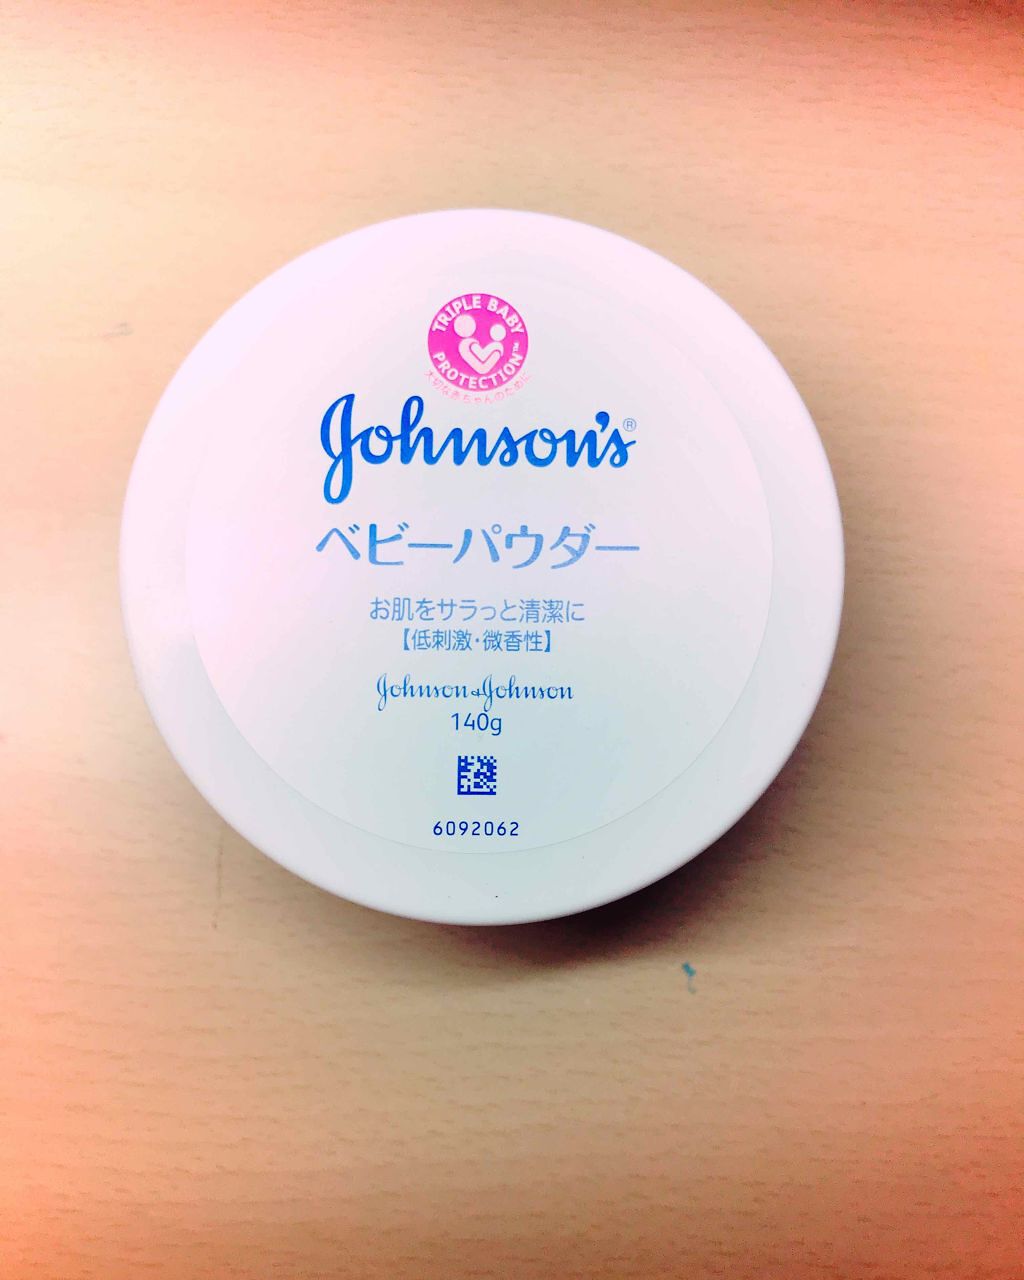 TRIPLE BABY
PROTECTION™
大切な赤ちゃんのために
Johnson's®
ベビーパウダー
お肌をサラっと清潔に
【低刺激・微香性】
Johnson & Johnson
140g
6092062